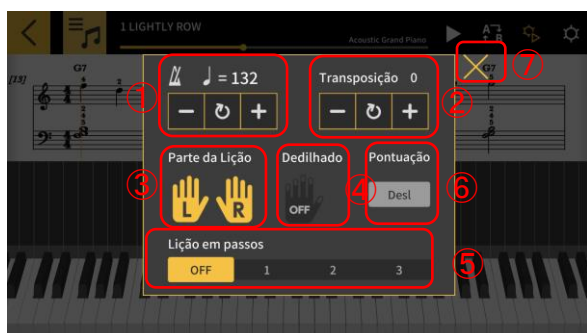 1 LIGHTLY ROW
Acoustic Grand Piano
A B
[13]
G7
G7
♩ = 132
Transposição 0
− ↻ +
− ↻ +
① ② ⑦
Parte da Lição
Dedilhado
Pontuação
L R
OFF
Desl
③ ④ ⑥
Lição em passos
OFF 1 2 3
⑤